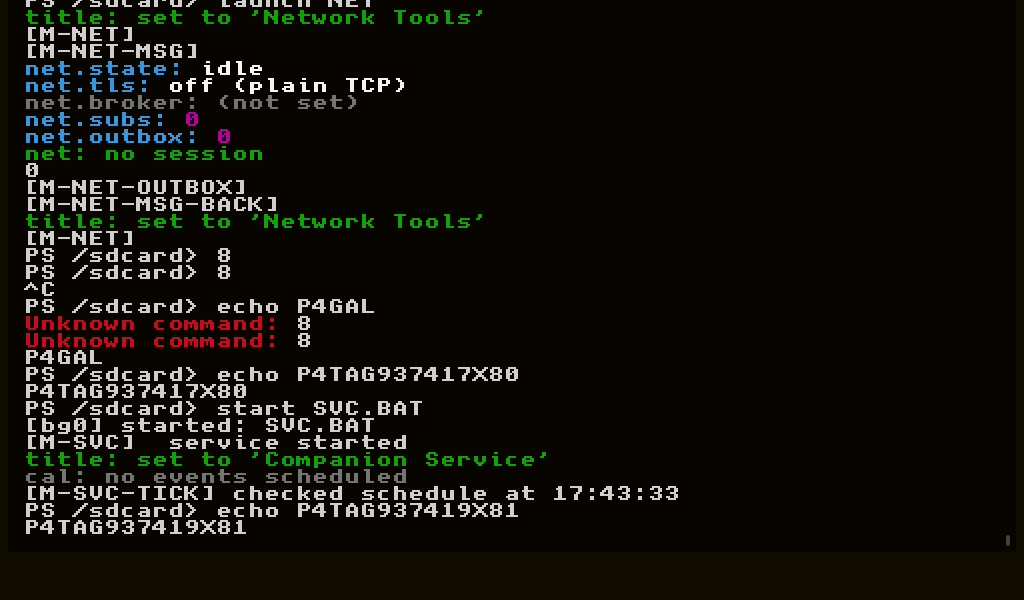 PS /sdcard> launch NET
title: set to 'Network Tools'
[M-NET]
[M-NET-MSG]
net.state: idle
net.tls: off (plain TCP)
net.broker: (not set)
net.subs: 0
net.outbox: 0
net: no session
0
[M-NET-OUTBOX]
[M-NET-MSG-BACK]
title: set to 'Network Tools'
[M-NET]
PS /sdcard> 8
PS /sdcard> 8
^C
PS /sdcard> echo P4GAL
Unknown command: 8
Unknown command: 8
P4GAL
PS /sdcard> echo P4TAG937417X80
P4TAG937417X80
PS /sdcard> start SVC.BAT
[bg0] started: SVC.BAT
[M-SVC]  service started
title: set to 'Companion Service'
cal: no events scheduled
[M-SVC-TICK] checked schedule at 17:43:33
PS /sdcard> echo P4TAG937419X81
P4TAG937419X81